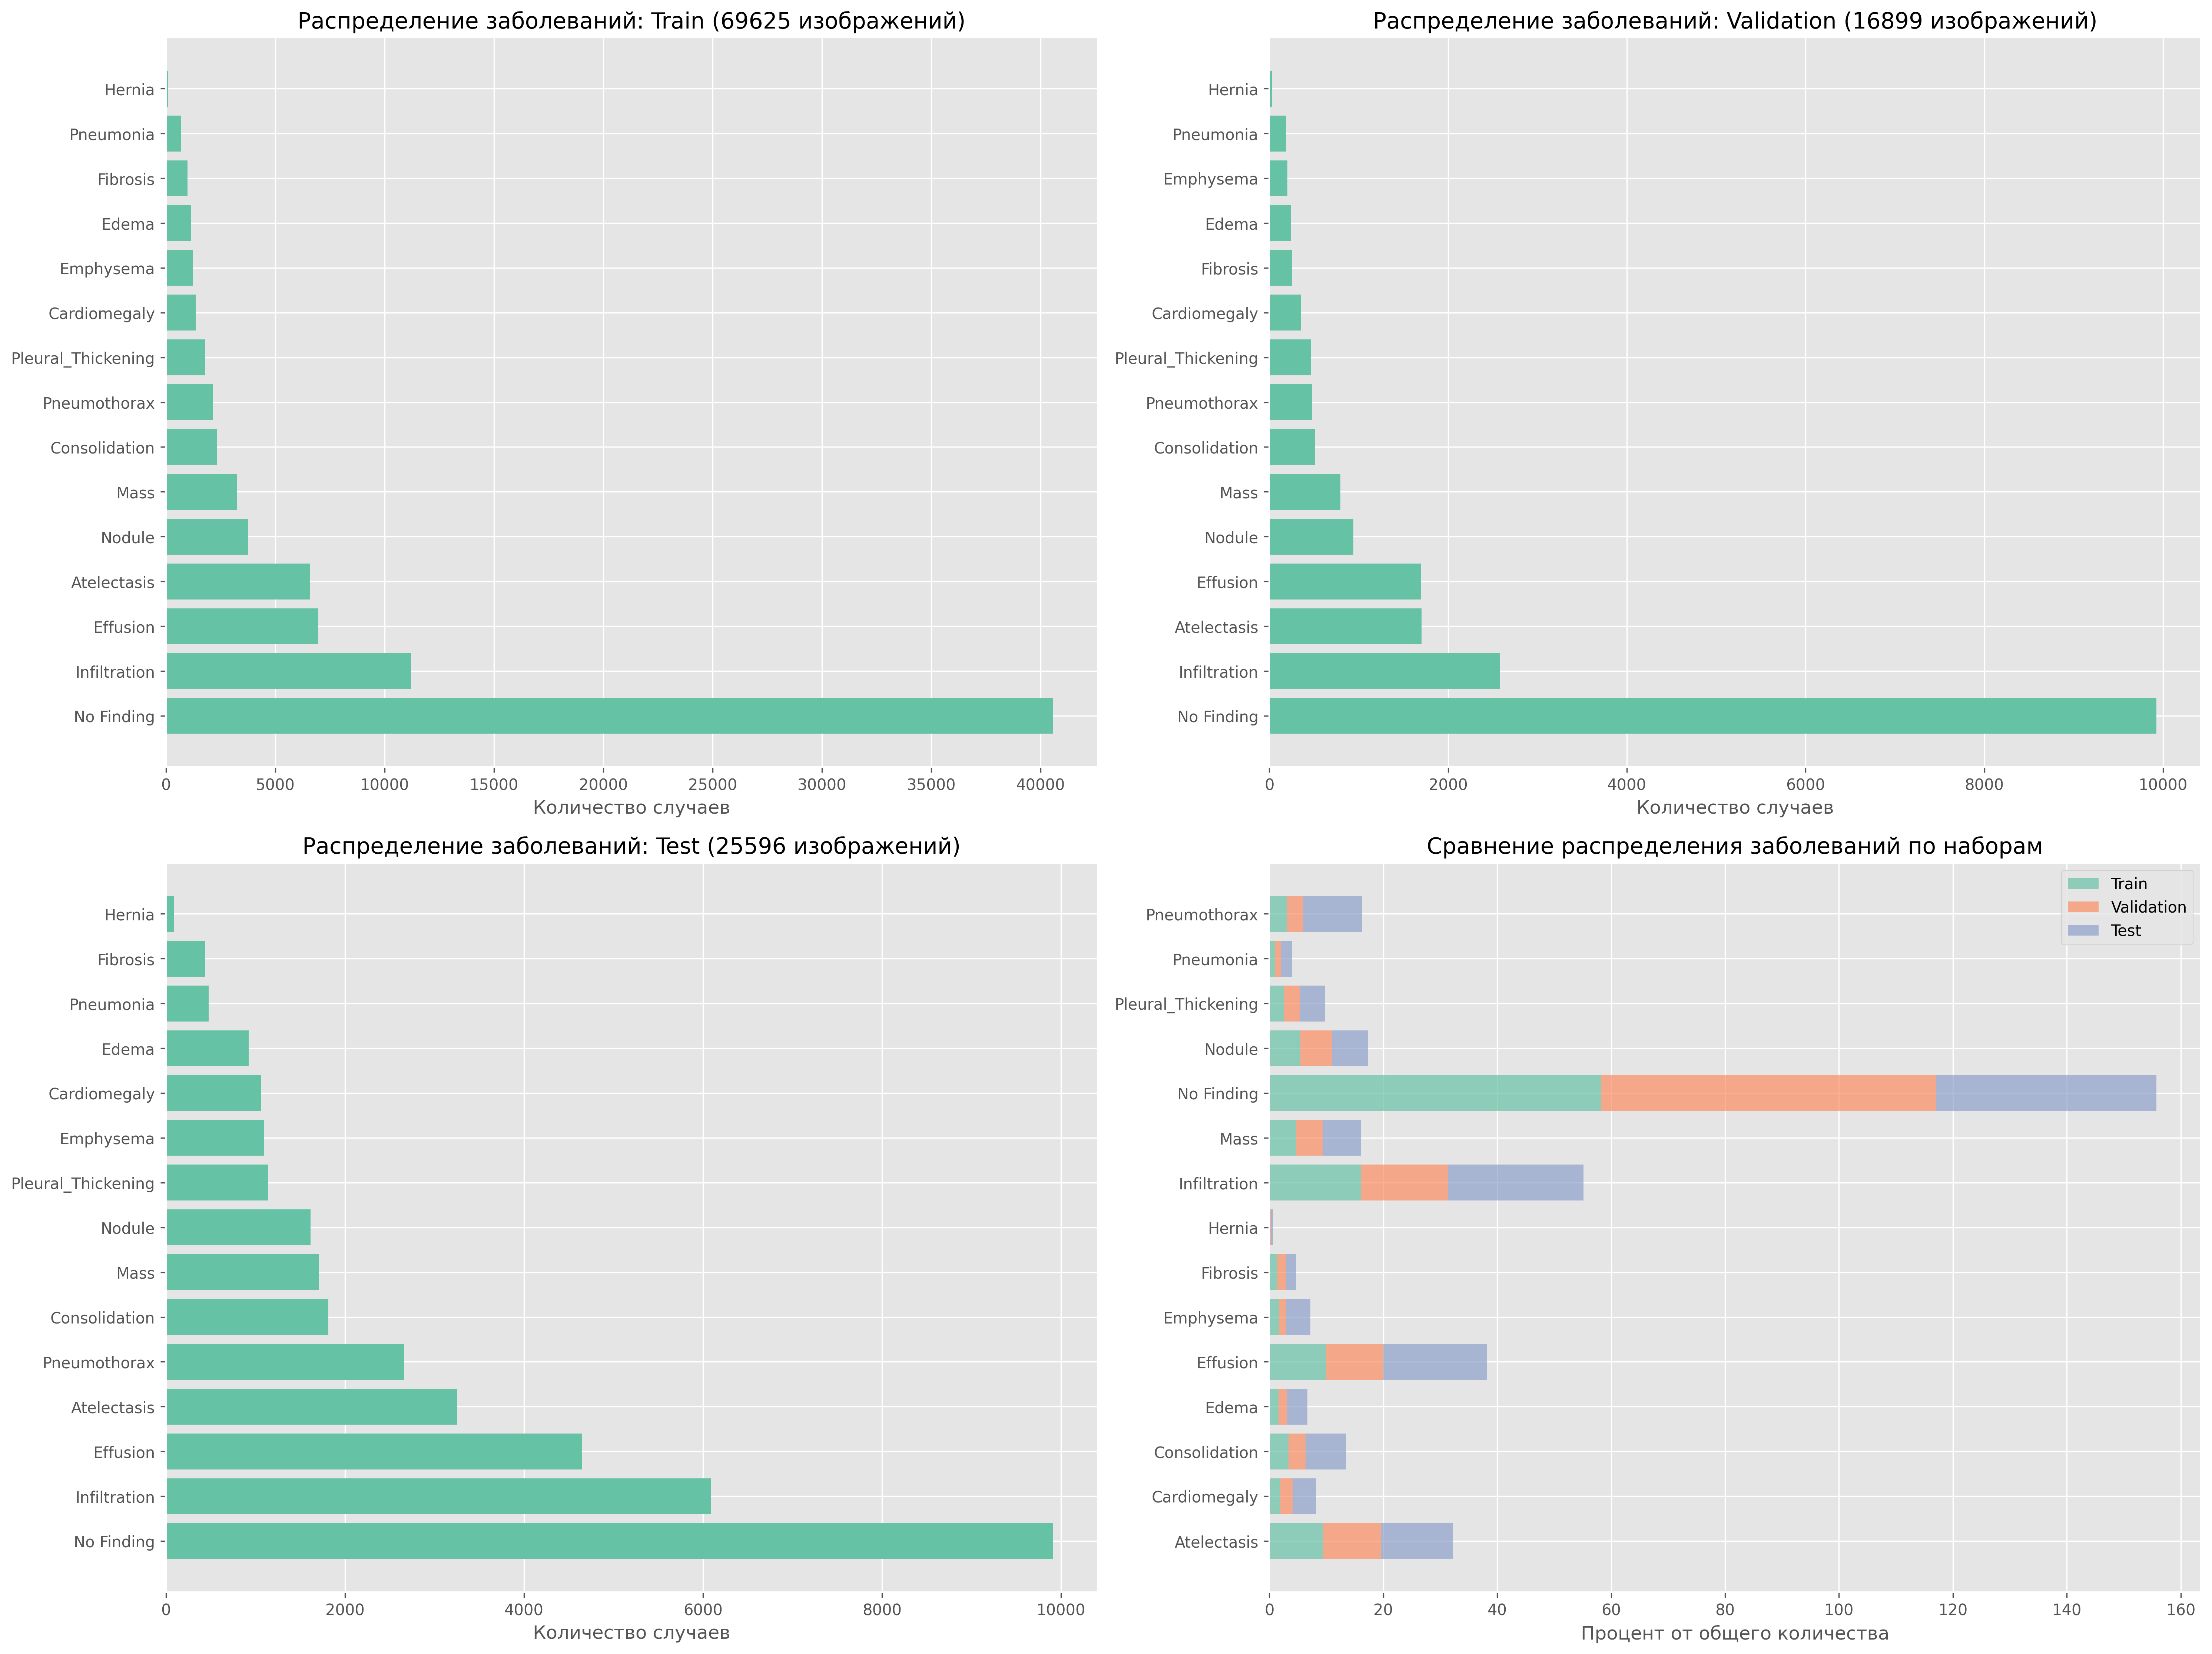 Распределение заболеваний: Train (69625 изображений)
Hernia
Pneumonia
Fibrosis
Edema
Emphysema
Cardiomegaly
Pleural_Thickening
Pneumothorax
Consolidation
Mass
Nodule
Atelectasis
Effusion
Infiltration
No Finding
0 5000 10000 15000 20000 25000 30000 35000 40000
Количество случаев
Распределение заболеваний: Validation (16899 изображений)
Hernia
Pneumonia
Emphysema
Edema
Fibrosis
Cardiomegaly
Pleural_Thickening
Pneumothorax
Consolidation
Mass
Nodule
Effusion
Atelectasis
Infiltration
No Finding
0 2000 4000 6000 8000 10000
Количество случаев
Распределение заболеваний: Test (25596 изображений)
Hernia
Fibrosis
Pneumonia
Edema
Cardiomegaly
Emphysema
Pleural_Thickening
Nodule
Mass
Consolidation
Pneumothorax
Atelectasis
Effusion
Infiltration
No Finding
0 2000 4000 6000 8000 10000
Количество случаев
Сравнение распределения заболеваний по наборам
Train
Validation
Test
Pneumothorax
Pneumonia
Pleural_Thickening
Nodule
No Finding
Mass
Infiltration
Hernia
Fibrosis
Emphysema
Effusion
Edema
Consolidation
Cardiomegaly
Atelectasis
0 20 40 60 80 100 120 140 160
Процент от общего количества